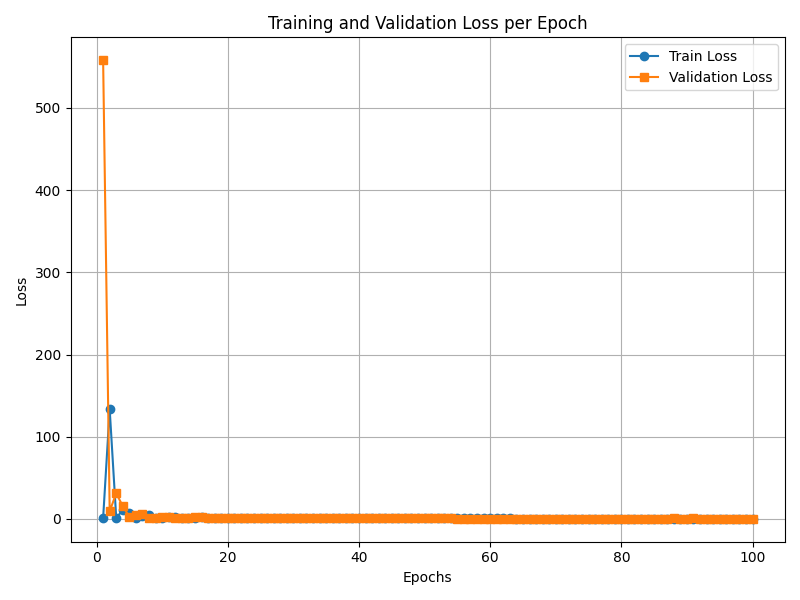 Training and Validation Loss per Epoch
Train Loss
Validation Loss
500
400
300
200
100
0
Loss
0 20 40 60 80 100
Epochs